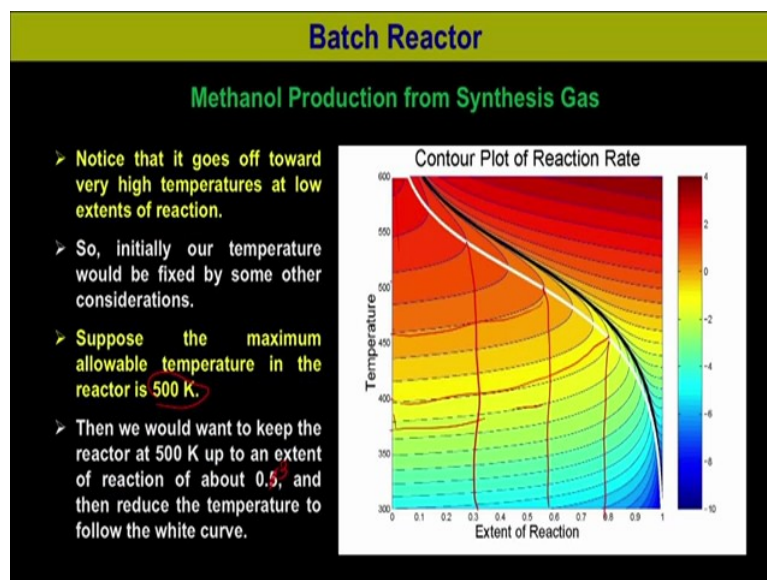 Batch Reactor
Methanol Production from Synthesis Gas
➢ Notice that it goes off toward
very high temperatures at low
extents of reaction.
➢ So, initially our temperature
would be fixed by some other
considerations.
➢ Suppose the maximum
allowable temperature in the
reactor is 500 K.
➢ Then we would want to keep the
reactor at 500 K up to an extent
of reaction of about 0.5, and
then reduce the temperature to
follow the white curve.
Contour Plot of Reaction Rate
600
550
500
450
400
350
300
Temperature
0 0.1 0.2 0.3 0.4 0.5 0.6 0.7 0.8 0.9 1
Extent of Reaction
4
2
0
-2
-4
-6
-8
-10